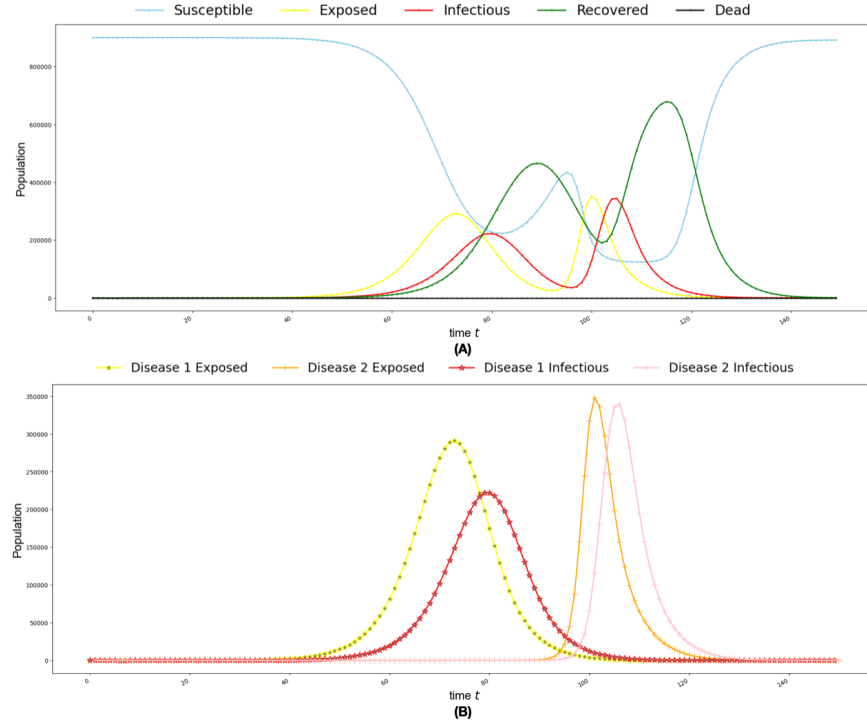 Susceptible Exposed Infectious Recovered Dead
800000
600000
400000
200000
0
Population
0 20 40 60 80 100 120 140
time t
(A)
Disease 1 Exposed Disease 2 Exposed Disease 1 Infectious Disease 2 Infectious
350000
300000
250000
200000
150000
100000
50000
0
Population
0 20 40 60 80 100 120 140
time t
(B)